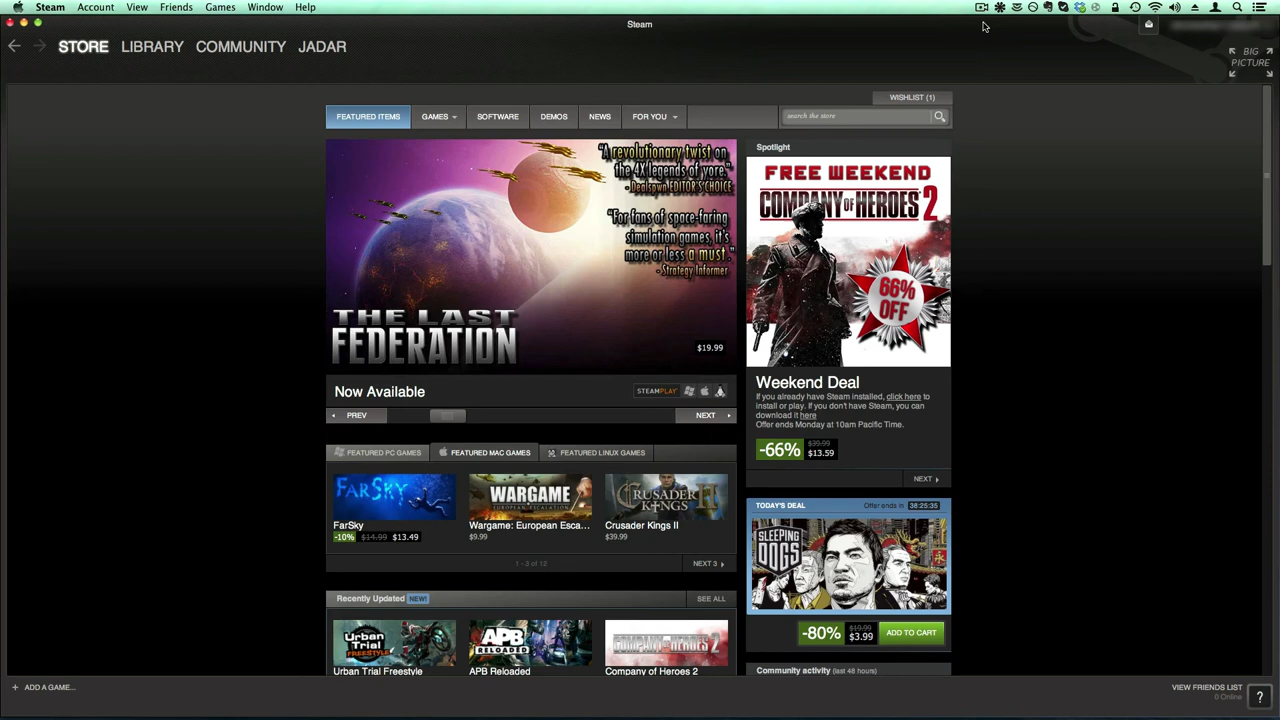 Steam Account View Friends Games Window Help
Steam
STORE LIBRARY COMMUNITY JADAR
BIG
PICTURE
WISHLIST (1)
FEATURED ITEMS GAMES SOFTWARE DEMOS NEWS FOR YOU
search the store
"A revolutionary twist on
the 4X legends of yore."
- Dealspwn EDITOR'S CHOICE
"For fans of space-faring
simulation games, it's
more or less a must."
- Strategy Informer
THE LAST
FEDERATION
$19.99
Now Available
STEAMPLAY
PREV NEXT
Spotlight
FREE WEEKEND
COMPANY OF HEROES 2
66%
OFF
Weekend Deal
If you already have Steam installed, click here to
install or play. If you don't have Steam, you can
download it here
Offer ends Monday at 10am Pacific Time.
-66% $39.99
$13.59
NEXT
FEATURED PC GAMES FEATURED MAC GAMES FEATURED LINUX GAMES
FARSKY
WARGAME
EUROPEAN ESCALATION
CRUSADER
KINGS II
FarSky Wargame: European Esca... Crusader Kings II
-10% $14.99 $13.49 $9.99 $39.99
1 - 3 of 12
NEXT 3
TODAY'S DEAL Offer ends in 38:25:35
SLEEPING
DOGS
-80% $19.99
$3.99
ADD TO CART
Recently Updated NEW! SEE ALL
Urban
Trial
FREESTYLE
APB
RELOADED
COMPANY OF HEROES 2
Urban Trial Freestyle APB Reloaded Company of Heroes 2
Community activity (last 48 hours)
+ ADD A GAME...
VIEW FRIENDS LIST
0 Online
?